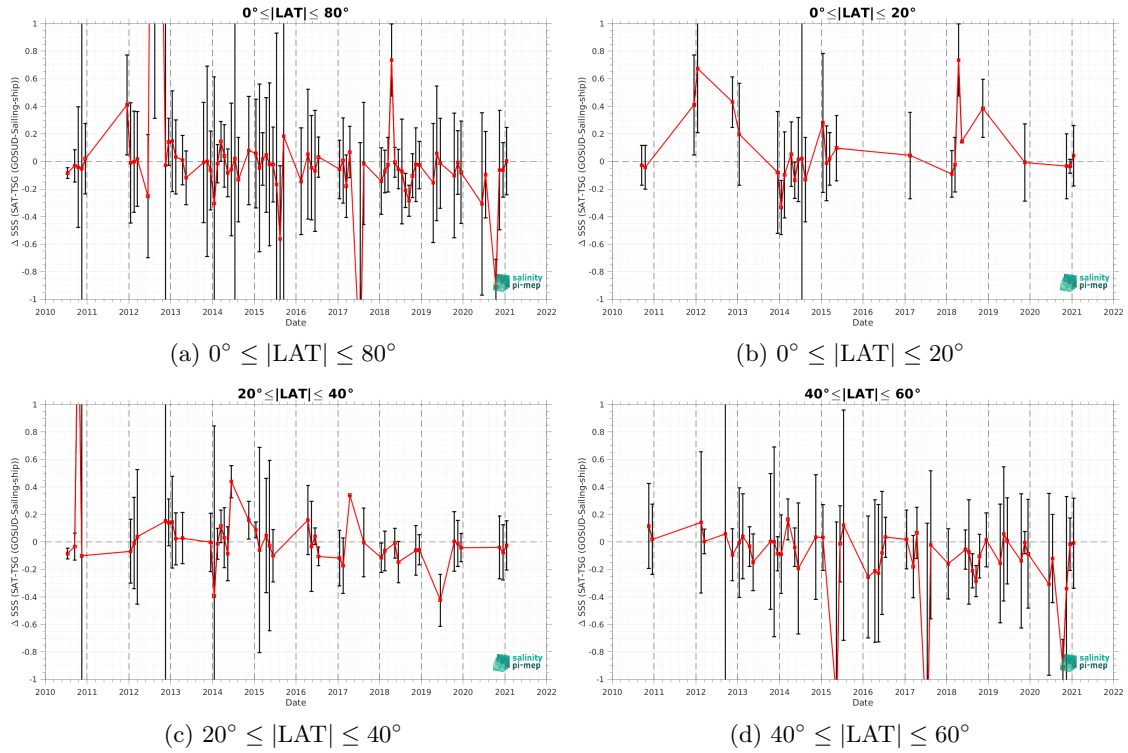 0°≤|LAT|≤ 80°
Δ SSS (SAT-TSG (GOSUD-Sailing-ship))
1
0.8
0.6
0.4
0.2
0
-0.2
-0.4
-0.6
-0.8
-1
2010 2011 2012 2013 2014 2015 2016 2017 2018 2019 2020 2021 2022
Date
salinity
pi-mep
(a) 0° ≤ |LAT| ≤ 80°
0°≤|LAT|≤ 20°
Δ SSS (SAT-TSG (GOSUD-Sailing-ship))
1
0.8
0.6
0.4
0.2
0
-0.2
-0.4
-0.6
-0.8
-1
2010 2011 2012 2013 2014 2015 2016 2017 2018 2019 2020 2021 2022
Date
salinity
pi-mep
(b) 0° ≤ |LAT| ≤ 20°
20°≤|LAT|≤ 40°
Δ SSS (SAT-TSG (GOSUD-Sailing-ship))
1
0.8
0.6
0.4
0.2
0
-0.2
-0.4
-0.6
-0.8
-1
2010 2011 2012 2013 2014 2015 2016 2017 2018 2019 2020 2021 2022
Date
salinity
pi-mep
(c) 20° ≤ |LAT| ≤ 40°
40°≤|LAT|≤ 60°
Δ SSS (SAT-TSG (GOSUD-Sailing-ship))
1
0.8
0.6
0.4
0.2
0
-0.2
-0.4
-0.6
-0.8
-1
2010 2011 2012 2013 2014 2015 2016 2017 2018 2019 2020 2021 2022
Date
salinity
pi-mep
(d) 40° ≤ |LAT| ≤ 60°